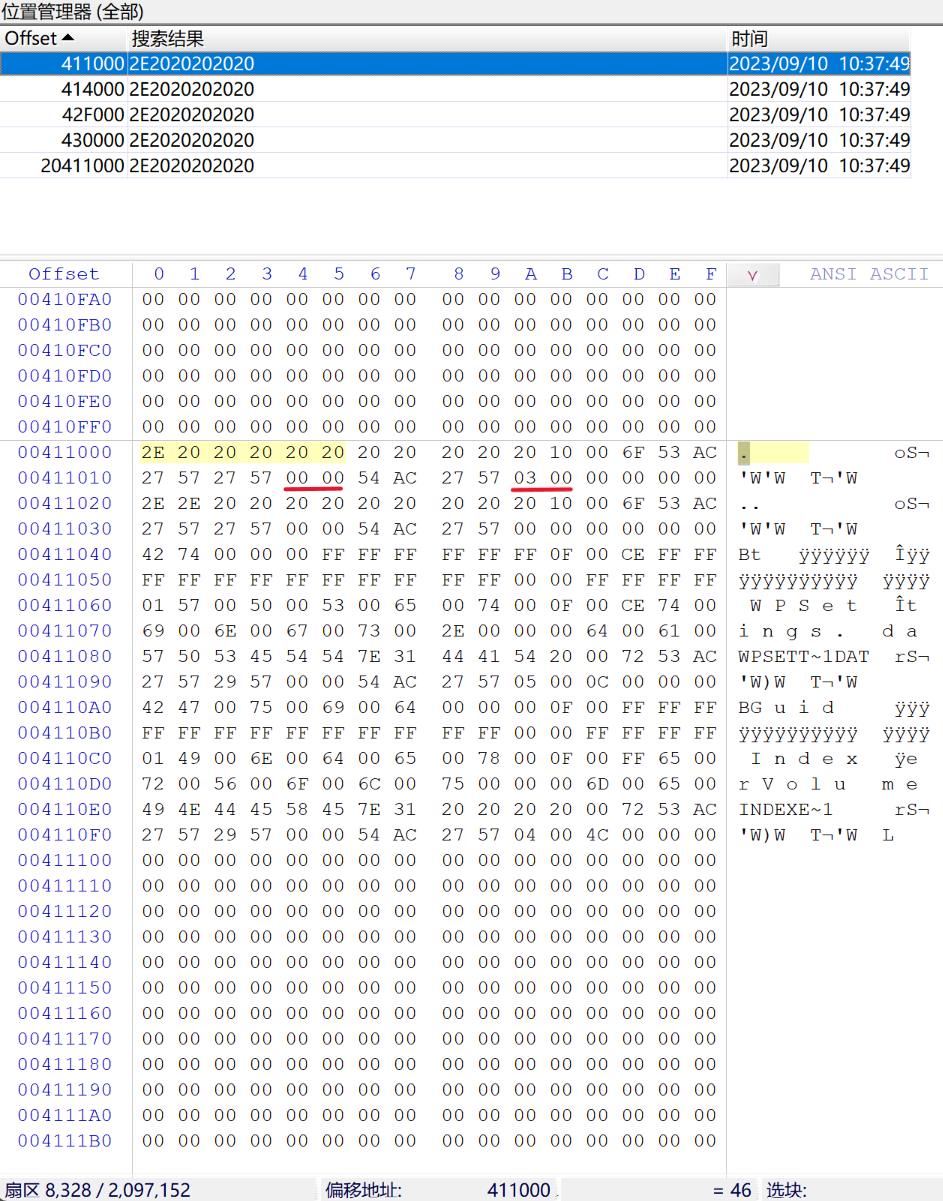 位置管理器 (全部)
Offset 搜索结果 时间
411000 2E2020202020 2023/09/10 10:37:49
414000 2E2020202020 2023/09/10 10:37:49
42F000 2E2020202020 2023/09/10 10:37:49
430000 2E2020202020 2023/09/10 10:37:49
20411000 2E2020202020 2023/09/10 10:37:49
Offset 0 1 2 3 4 5 6 7 8 9 A B C D E F ANSI ASCII
00410FA0 00 00 00 00 00 00 00 00 00 00 00 00 00 00 00 00
00410FB0 00 00 00 00 00 00 00 00 00 00 00 00 00 00 00 00
00410FC0 00 00 00 00 00 00 00 00 00 00 00 00 00 00 00 00
00410FD0 00 00 00 00 00 00 00 00 00 00 00 00 00 00 00 00
00410FE0 00 00 00 00 00 00 00 00 00 00 00 00 00 00 00 00
00410FF0 00 00 00 00 00 00 00 00 00 00 00 00 00 00 00 00
00411000 2E 20 20 20 20 20 20 20 20 20 20 10 00 6F 53 AC . oS¬
00411010 27 57 27 57 00 00 54 AC 27 57 03 00 00 00 00 00 'W'W T¬'W
00411020 2E 2E 20 20 20 20 20 20 20 20 20 10 00 6F 53 AC .. oS¬
00411030 27 57 27 57 00 00 54 AC 27 57 00 00 00 00 00 00 'W'W T¬'W
00411040 42 74 00 00 00 FF FF FF FF FF FF 0F 00 CE FF FF Bt ÿÿÿÿÿÿ Îÿÿ
00411050 FF FF FF FF FF FF FF FF FF FF 00 00 FF FF FF FF ÿÿÿÿÿÿÿÿÿÿ ÿÿÿÿ
00411060 01 57 00 50 00 53 00 65 00 74 00 0F 00 CE 74 00 W P S e t Ît
00411070 69 00 6E 00 67 00 73 00 2E 00 00 00 64 00 61 00 i n g s . d a
00411080 57 50 53 45 54 54 7E 31 44 41 54 20 00 72 53 AC WPSETT~1DAT rS¬
00411090 27 57 29 57 00 00 54 AC 27 57 05 00 0C 00 00 00 'W)W T¬'W
004110A0 42 47 00 75 00 69 00 64 00 00 00 0F 00 FF FF FF BG u i d ÿÿÿ
004110B0 FF FF FF FF FF FF FF FF FF FF 00 00 FF FF FF FF ÿÿÿÿÿÿÿÿÿÿ ÿÿÿÿ
004110C0 01 49 00 6E 00 64 00 65 00 78 00 0F 00 FF 65 00 I n d e x ÿe
004110D0 72 00 56 00 6F 00 6C 00 75 00 00 00 6D 00 65 00 r V o l u m e
004110E0 49 4E 44 45 58 45 7E 31 20 20 20 20 00 72 53 AC INDEXE~1 rS¬
004110F0 27 57 29 57 00 00 54 AC 27 57 04 00 4C 00 00 00 'W)W T¬'W L
00411100 00 00 00 00 00 00 00 00 00 00 00 00 00 00 00 00
00411110 00 00 00 00 00 00 00 00 00 00 00 00 00 00 00 00
00411120 00 00 00 00 00 00 00 00 00 00 00 00 00 00 00 00
00411130 00 00 00 00 00 00 00 00 00 00 00 00 00 00 00 00
00411140 00 00 00 00 00 00 00 00 00 00 00 00 00 00 00 00
00411150 00 00 00 00 00 00 00 00 00 00 00 00 00 00 00 00
00411160 00 00 00 00 00 00 00 00 00 00 00 00 00 00 00 00
00411170 00 00 00 00 00 00 00 00 00 00 00 00 00 00 00 00
00411180 00 00 00 00 00 00 00 00 00 00 00 00 00 00 00 00
00411190 00 00 00 00 00 00 00 00 00 00 00 00 00 00 00 00
004111A0 00 00 00 00 00 00 00 00 00 00 00 00 00 00 00 00
004111B0 00 00 00 00 00 00 00 00 00 00 00 00 00 00 00 00
扇区 8,328 / 2,097,152 偏移地址: 411000 = 46 选块: